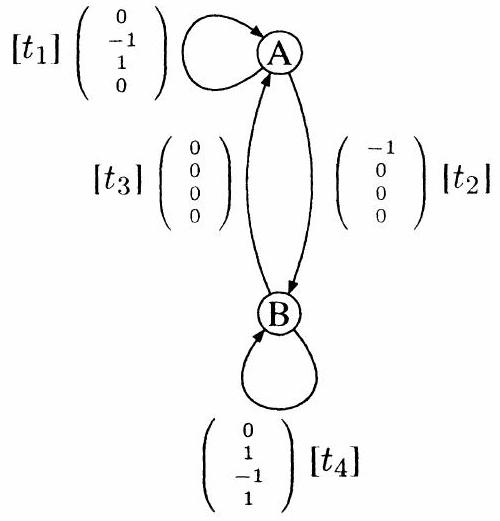 [t₁] ( 0 −1 1 0 )
A
[t₃] ( 0 0 0 0 )
( −1 0 0 0 ) [t₂]
B
( 0 1 −1 1 ) [t₄]